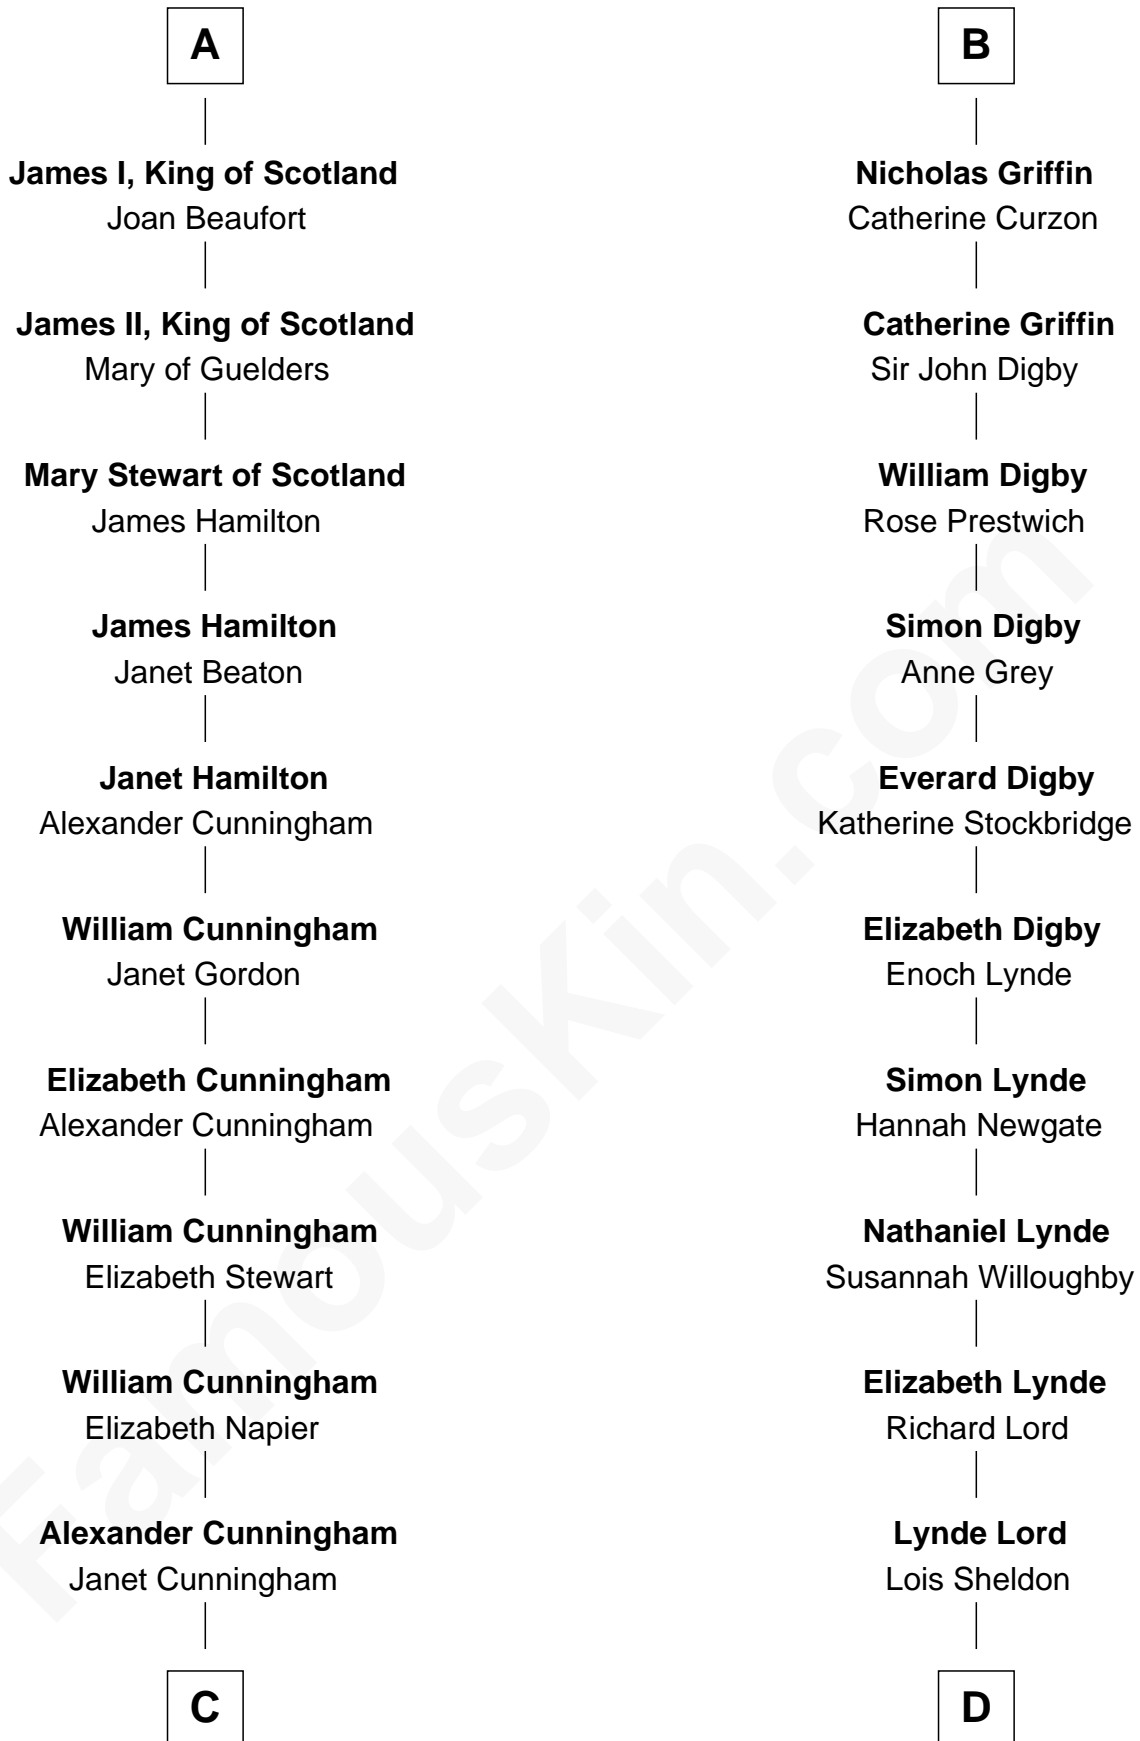 A
James I, King of Scotland
Joan Beaufort
James II, King of Scotland
Mary of Guelders
Mary Stewart of Scotland
James Hamilton
James Hamilton
Janet Beaton
Janet Hamilton
Alexander Cunningham
William Cunningham
Janet Gordon
Elizabeth Cunningham
Alexander Cunningham
William Cunningham
Elizabeth Stewart
William Cunningham
Elizabeth Napier
Alexander Cunningham
Janet Cunningham
C
B
Nicholas Griffin
Catherine Curzon
Catherine Griffin
Sir John Digby
William Digby
Rose Prestwich
Simon Digby
Anne Grey
Everard Digby
Katherine Stockbridge
Elizabeth Digby
Enoch Lynde
Simon Lynde
Hannah Newgate
Nathaniel Lynde
Susannah Willoughby
Elizabeth Lynde
Richard Lord
Lynde Lord
Lois Sheldon
D
FamousKin.com